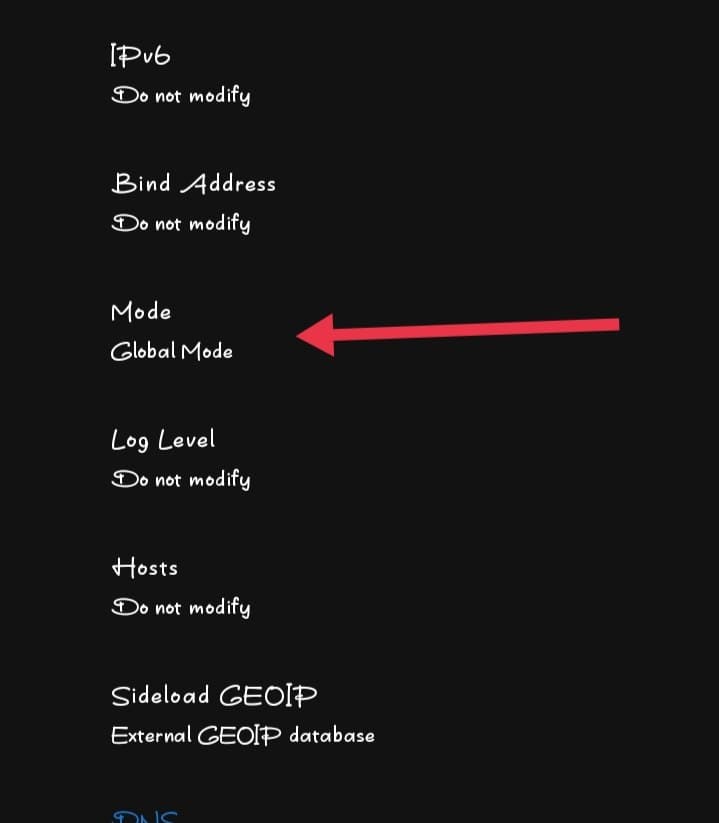 IPv6
Do not modify
Bind Address
Do not modify
Mode
Global Mode
Log Level
Do not modify
Hosts
Do not modify
Sideload GEOIP
External GEOIP database
DNS